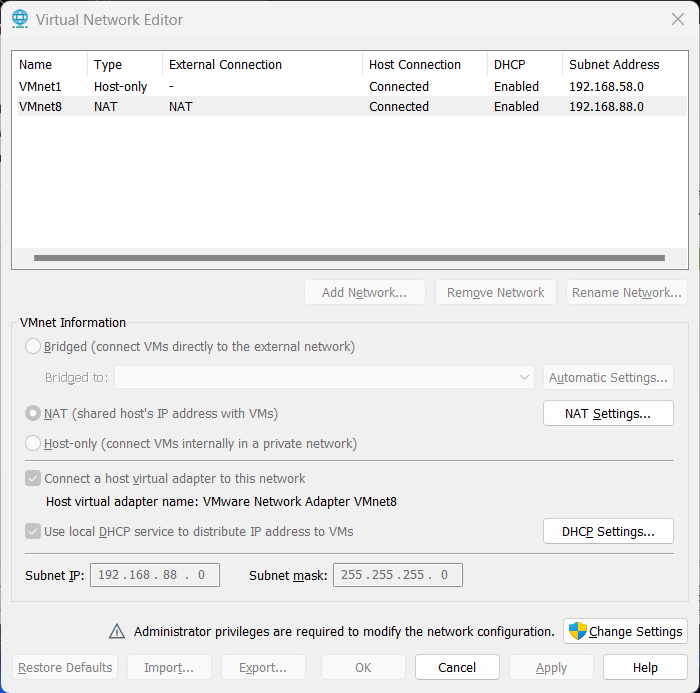 Virtual Network Editor
Name Type External Connection Host Connection DHCP Subnet Address
VMnet1 Host-only - Connected Enabled 192.168.58.0
VMnet8 NAT NAT Connected Enabled 192.168.88.0
Add Network... Remove Network Rename Network...
VMnet Information
Bridged (connect VMs directly to the external network)
Bridged to: Automatic Settings...
NAT (shared host's IP address with VMs) NAT Settings...
Host-only (connect VMs internally in a private network)
Connect a host virtual adapter to this network
Host virtual adapter name: VMware Network Adapter VMnet8
Use local DHCP service to distribute IP address to VMs DHCP Settings...
Subnet IP: 192 . 168 . 88 . 0 Subnet mask: 255 . 255 . 255 . 0
Administrator privileges are required to modify the network configuration. Change Settings
Restore Defaults Import... Export... OK Cancel Apply Help